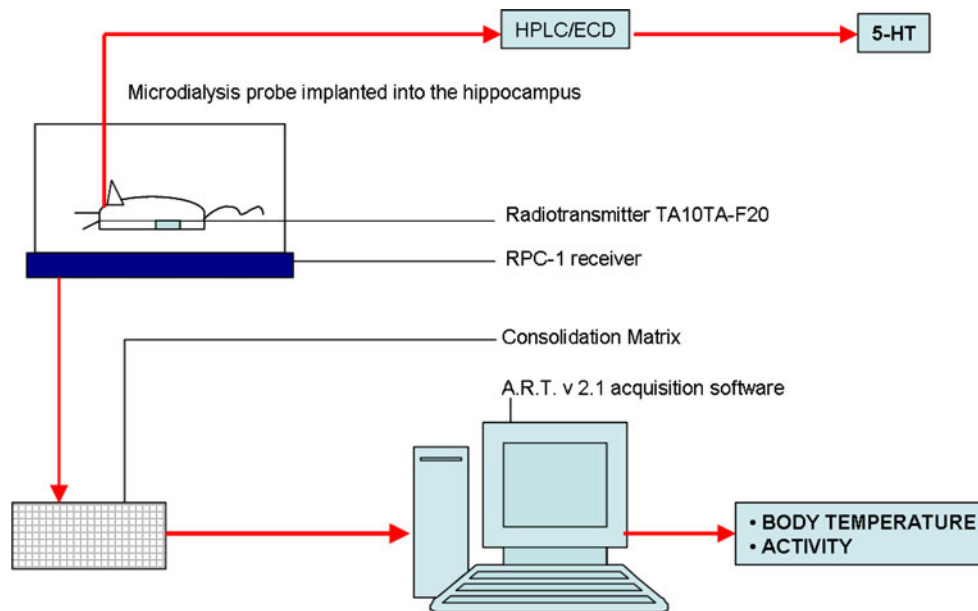 HPLC/ECD
5-HT
Microdialysis probe implanted into the hippocampus
Radiotransmitter TA10TA-F20
RPC-1 receiver
Consolidation Matrix
A.R.T. v 2.1 acquisition software
• BODY TEMPERATURE
• ACTIVITY